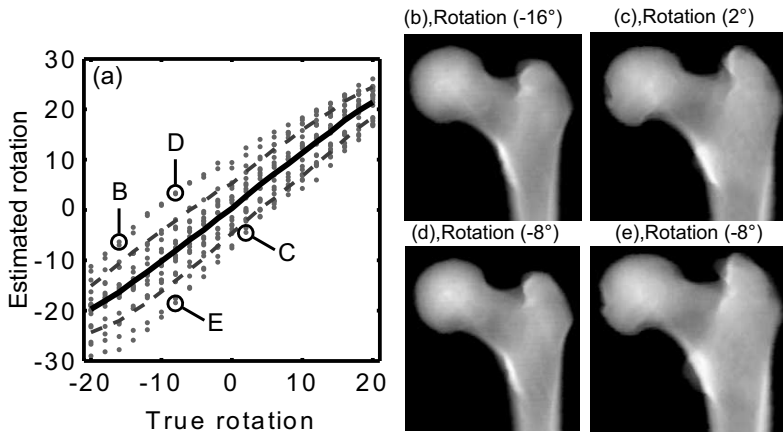 (a)
30
20
10
0
-10
-20
-30
Estimated rotation
B
D
C
E
-20
-10
0
10
20
True rotation
(b),Rotation (-16°)
(c),Rotation (2°)
(d),Rotation (-8°)
(e),Rotation (-8°)